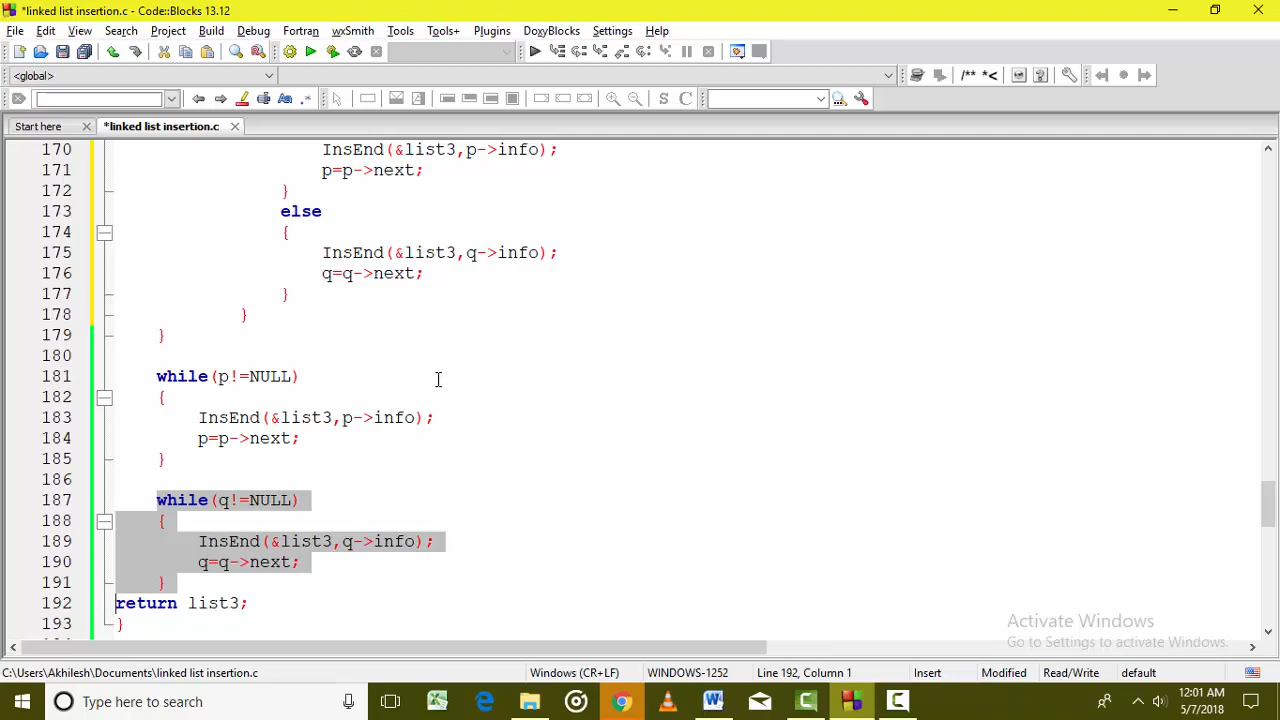 *linked list insertion.c - Code::Blocks 13.12
File Edit View Search Project Build Debug Fortran wxSmith Tools Tools+ Plugins DoxyBlocks Settings Help
<global>
/** *<
Start here *linked list insertion.c
170 InsEnd(&list3,p->info);
171 p=p->next;
172 }
173 else
174 {
175 InsEnd(&list3,q->info);
176 q=q->next;
177 }
178 }
179 }
180
181 while(p!=NULL)
182 {
183 InsEnd(&list3,p->info);
184 p=p->next;
185 }
186
187 while(q!=NULL)
188 {
189 InsEnd(&list3,q->info);
190 q=q->next;
191 }
192 return list3;
193 }
Activate Windows
Go to Settings to activate Windows.
C:\Users\Akhilesh\Documents\linked list insertion.c Windows (CR+LF) WINDOWS-1252 Line 192, Column 1 Insert Modified Read/Write default
Type here to search
12:01 AM
5/7/2018